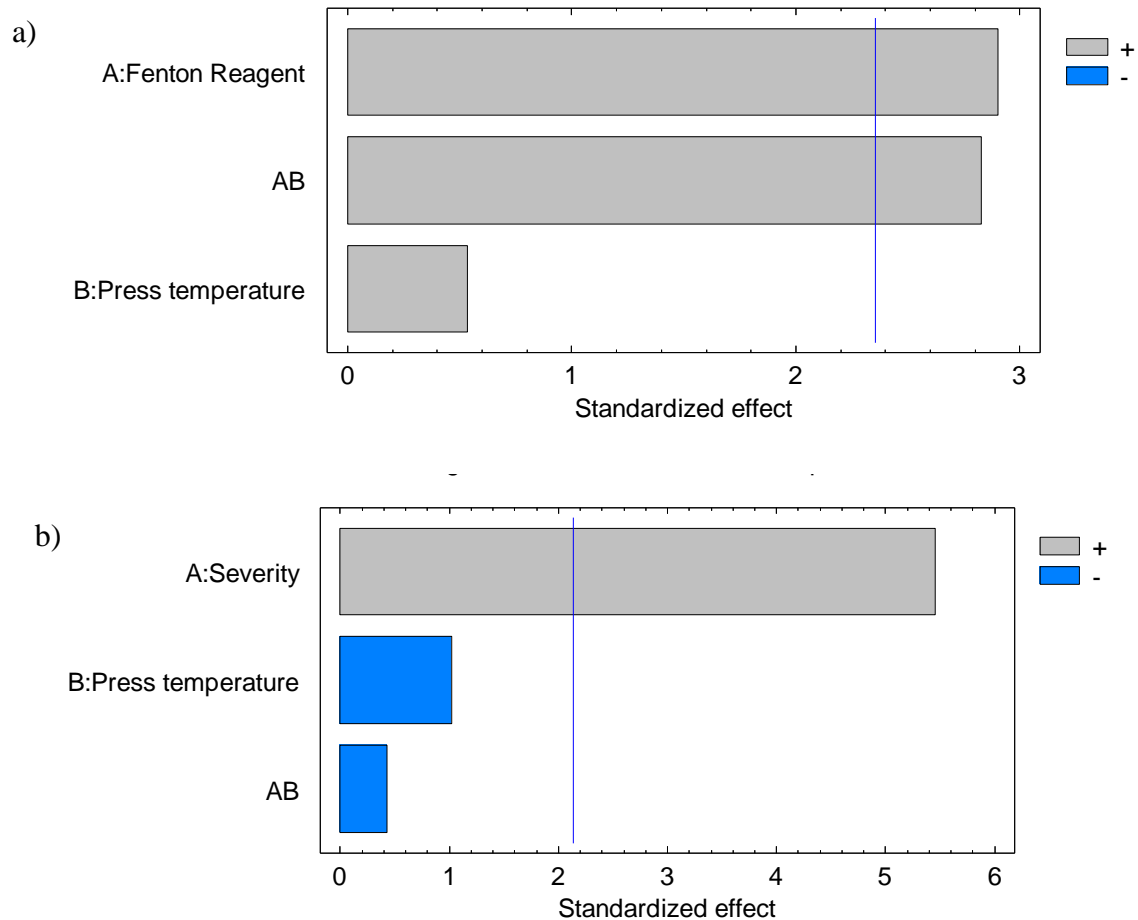 a)
A:Fenton Reagent
AB
B:Press temperature
+
-
0 1 2 3
Standardized effect
b)
A:Severity
B:Press temperature
AB
+
-
0 1 2 3 4 5 6
Standardized effect